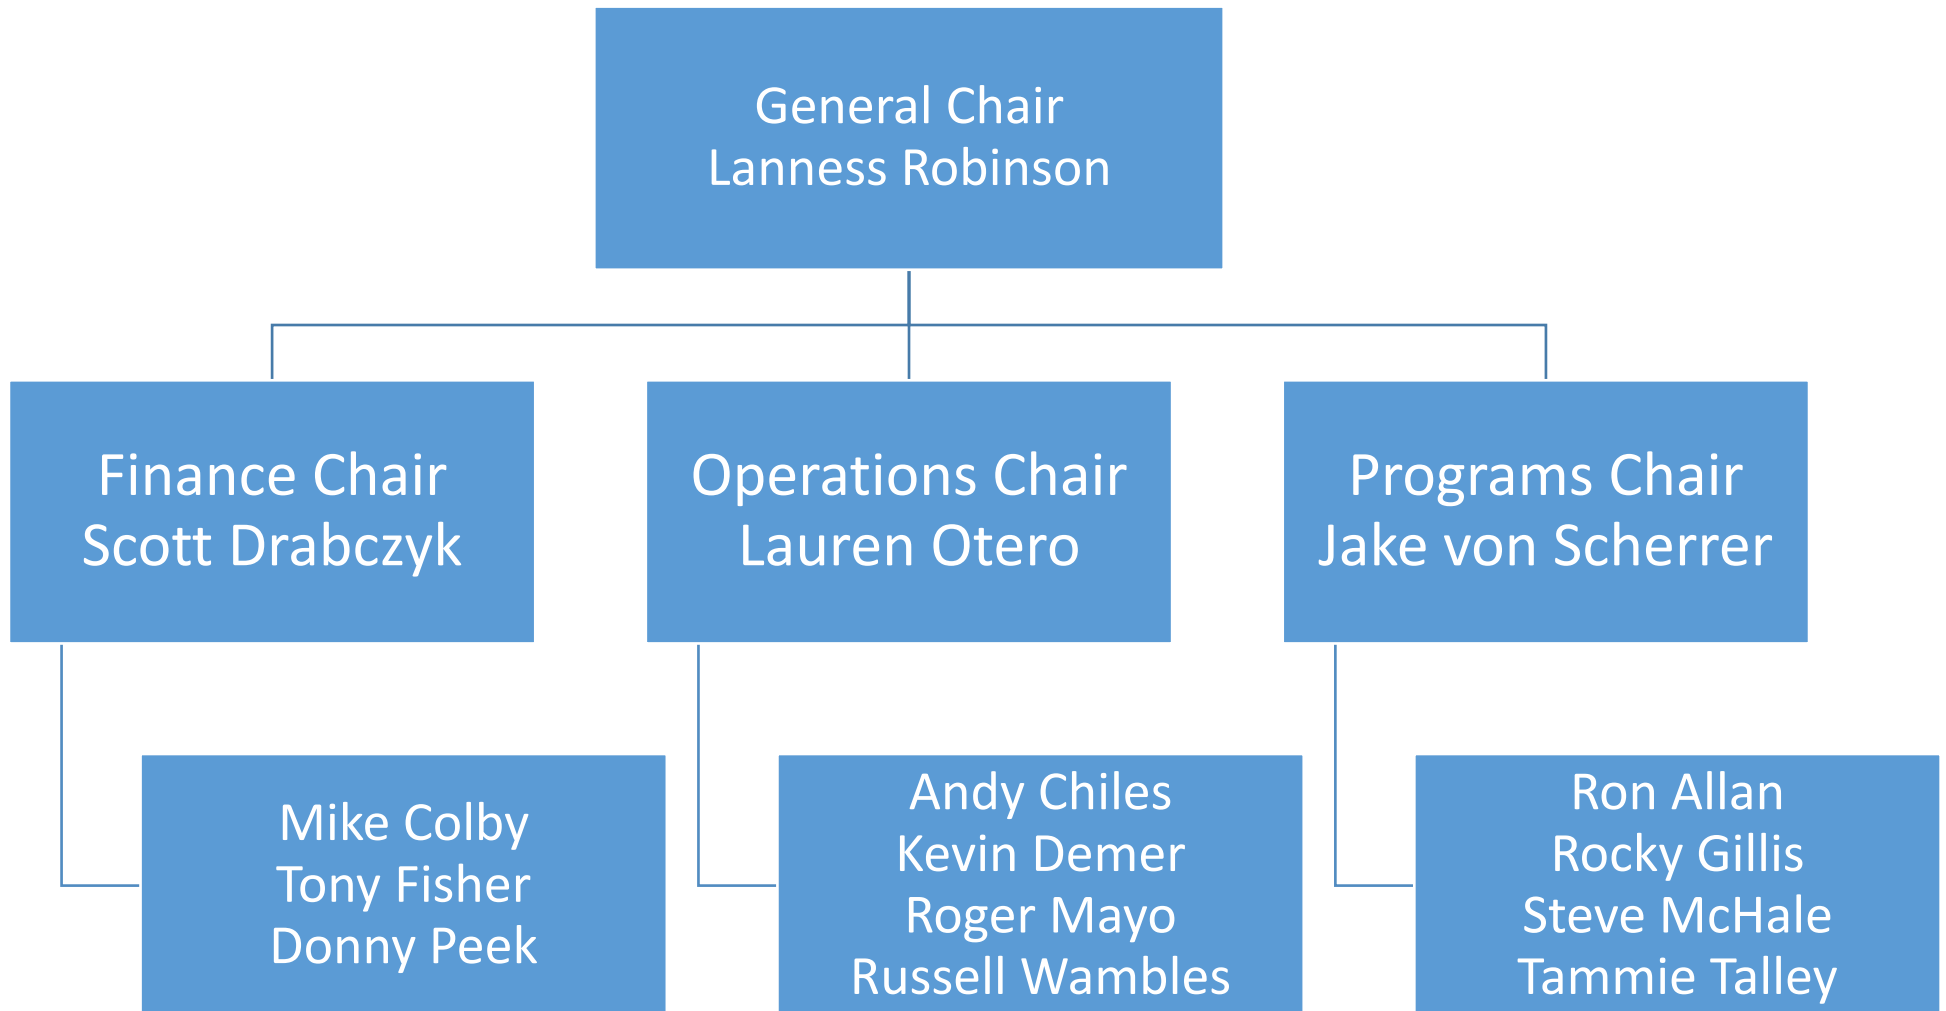 General Chair
Lanness Robinson
Finance Chair
Scott Drabczyk
Operations Chair
Lauren Otero
Programs Chair
Jake von Scherrer
Mike Colby
Tony Fisher
Donny Peek
Andy Chiles
Kevin Demer
Roger Mayo
Russell Wambles
Ron Allan
Rocky Gillis
Steve McHale
Tammie Talley